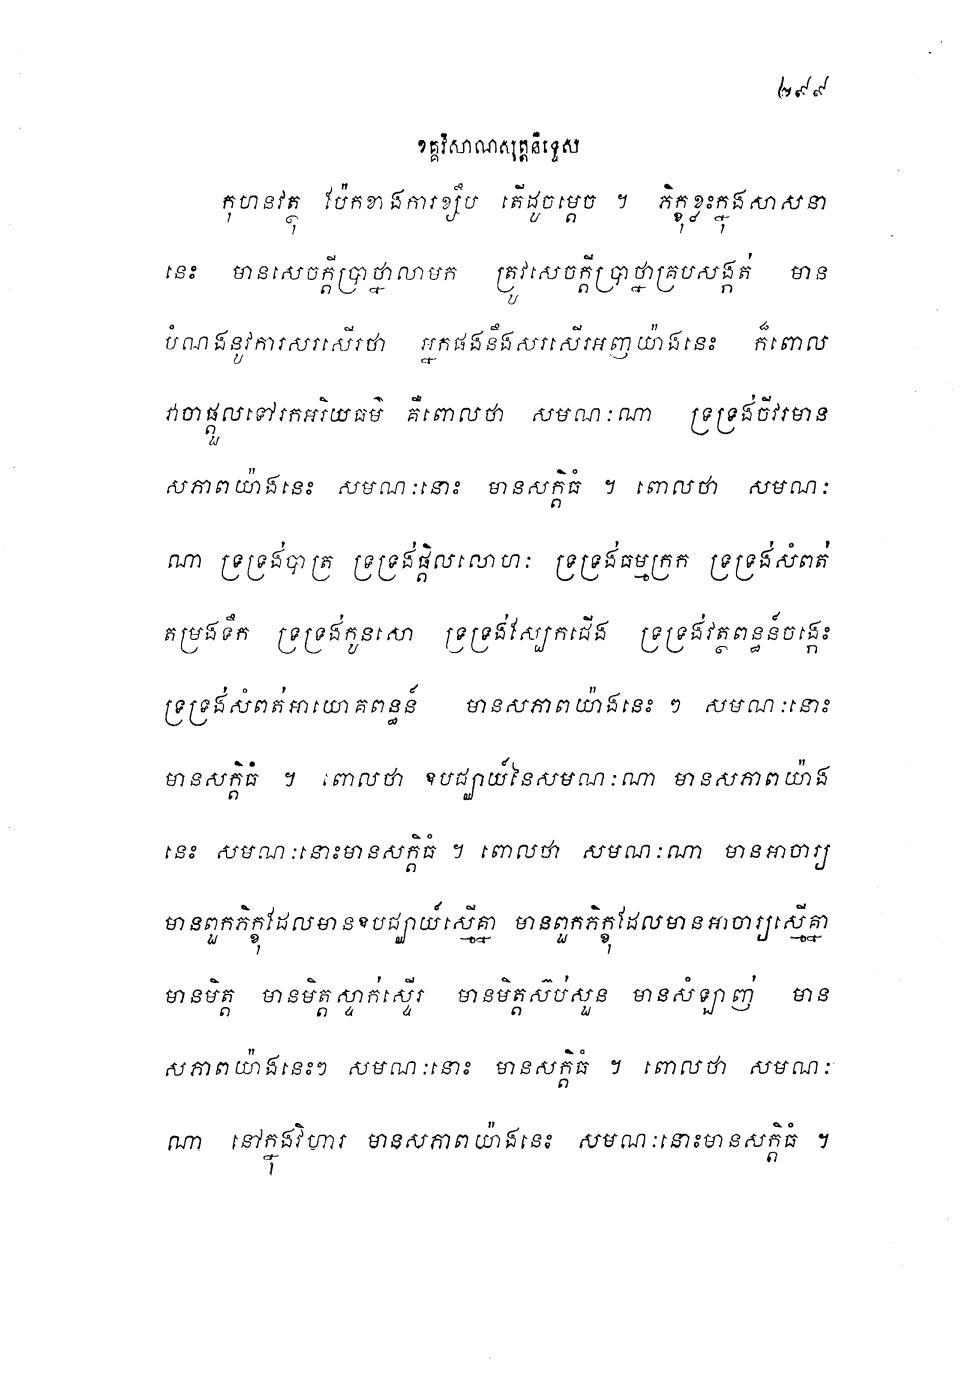 ២៩៩
ខគ្គវិសាណសុត្តនិទ្ទេស
កុហនវត្ថុ ប៉ែកខាងការខ្សឹប តើដូចម្តេច ។ ភិក្ខុខ្លះក្នុងសាសនា
នេះ មានសេចក្តីប្រាថ្នាលាមក ត្រូវសេចក្តីប្រាថ្នាគ្របសង្កត់ មាន
បំណងនូវការសរសើរថា អ្នកផងនឹងសរសើរអញយ៉ាងនេះ ក៏ពោល
វាចាផ្តួលទៅរកអរិយធម៌ គឺពោលថា សមណៈណា ទ្រទ្រង់ចីវរមាន
សភាពយ៉ាងនេះ សមណៈនោះ មានសក្តិធំ ។ ពោលថា សមណៈ
ណា ទ្រទ្រង់បាត្រ ទ្រទ្រង់ផ្តិលលោហៈ ទ្រទ្រង់ធម្មក្រក ទ្រទ្រង់សំពត់
តម្រងទឹក ទ្រទ្រង់កូនសោ ទ្រទ្រង់ស្បែកជើង ទ្រទ្រង់វត្ថពន្ធន៍ចង្កេះ
ទ្រទ្រង់សំពត់អាយោគពន្ធន៍ មានសភាពយ៉ាងនេះ ៗ សមណៈនោះ
មានសក្តិធំ ។ ពោលថា ឧបជ្ឈាយ៍នៃសមណៈណា មានសភាពយ៉ាង
នេះ សមណៈនោះមានសក្តិធំ ។ ពោលថា សមណៈណា មានអាចារ្យ
មានពួកភិក្ខុដែលមានឧបជ្ឈាយ៍ស្មើគ្នា មានពួកភិក្ខុដែលមានអាចារ្យស្មើគ្នា
មានមិត្ត មានមិត្តស្ទាក់ស្ទើរ មានមិត្តស៊ប់សួន មានសំឡាញ់ មាន
សភាពយ៉ាងនេះៗ សមណៈនោះ មានសក្តិធំ ។ ពោលថា សមណៈ
ណា នៅក្នុងវិហារ មានសភាពយ៉ាងនេះ សមណៈនោះមានសក្តិធំ ។